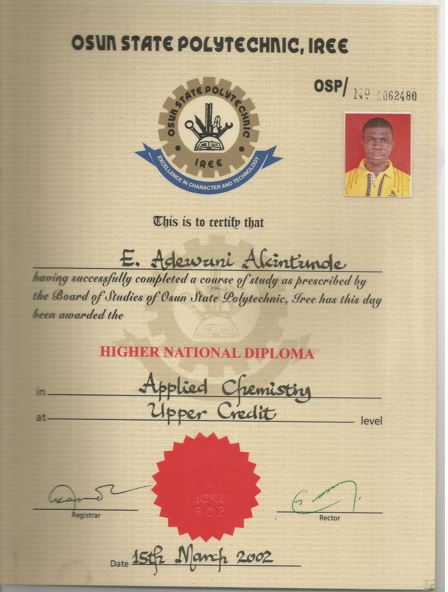 OSUN STATE POLYTECHNIC, IREE
OSP/ Nº 0062480
OSUN STATE POLYTECHNIC
IREE
EXCELLENCE IN CHARACTER AND TECHNOLOGY
This is to certify that
E. Adewuni Akintunde
having successfully completed a course of study as prescribed by
the Board of Studies of Osun State Polytechnic, Iree has this day
been awarded the
HIGHER NATIONAL DIPLOMA
in Applied Chemistry
at Upper Credit level
Registrar
Rector
Date 15th March 2002